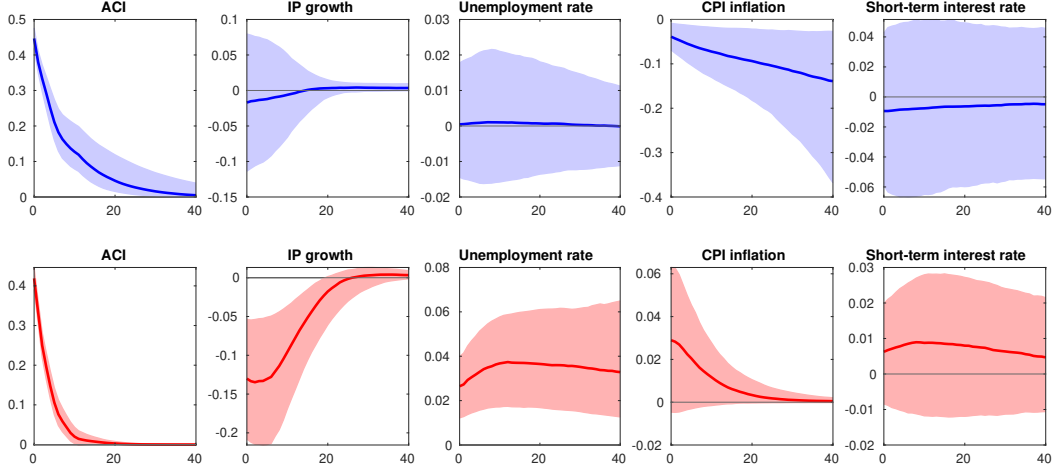 ACI IP growth Unemployment rate CPI inflation Short-term interest rate
0.5 0.1 0.03 0 0.04
0.4 0.05 0.02 -0.1 0.02
0.3 0 0.01 -0.2 0
0.2 -0.05 0 -0.3 -0.02
0.1 -0.1 -0.01 -0.4 -0.04
0 -0.15 -0.02 -0.06
0 20 40 0 20 40 0 20 40 0 20 40 0 20 40
ACI IP growth Unemployment rate CPI inflation Short-term interest rate
0.4 0 0.08 0.06 0.03
0.3 -0.05 0.06 0.04 0.02
0.2 -0.1 0.04 0.02 0.01
0.1 -0.15 0.02 0 0
0 -0.2 0 -0.02 -0.01
-0.02
0 20 40 0 20 40 0 20 40 0 20 40 0 20 40